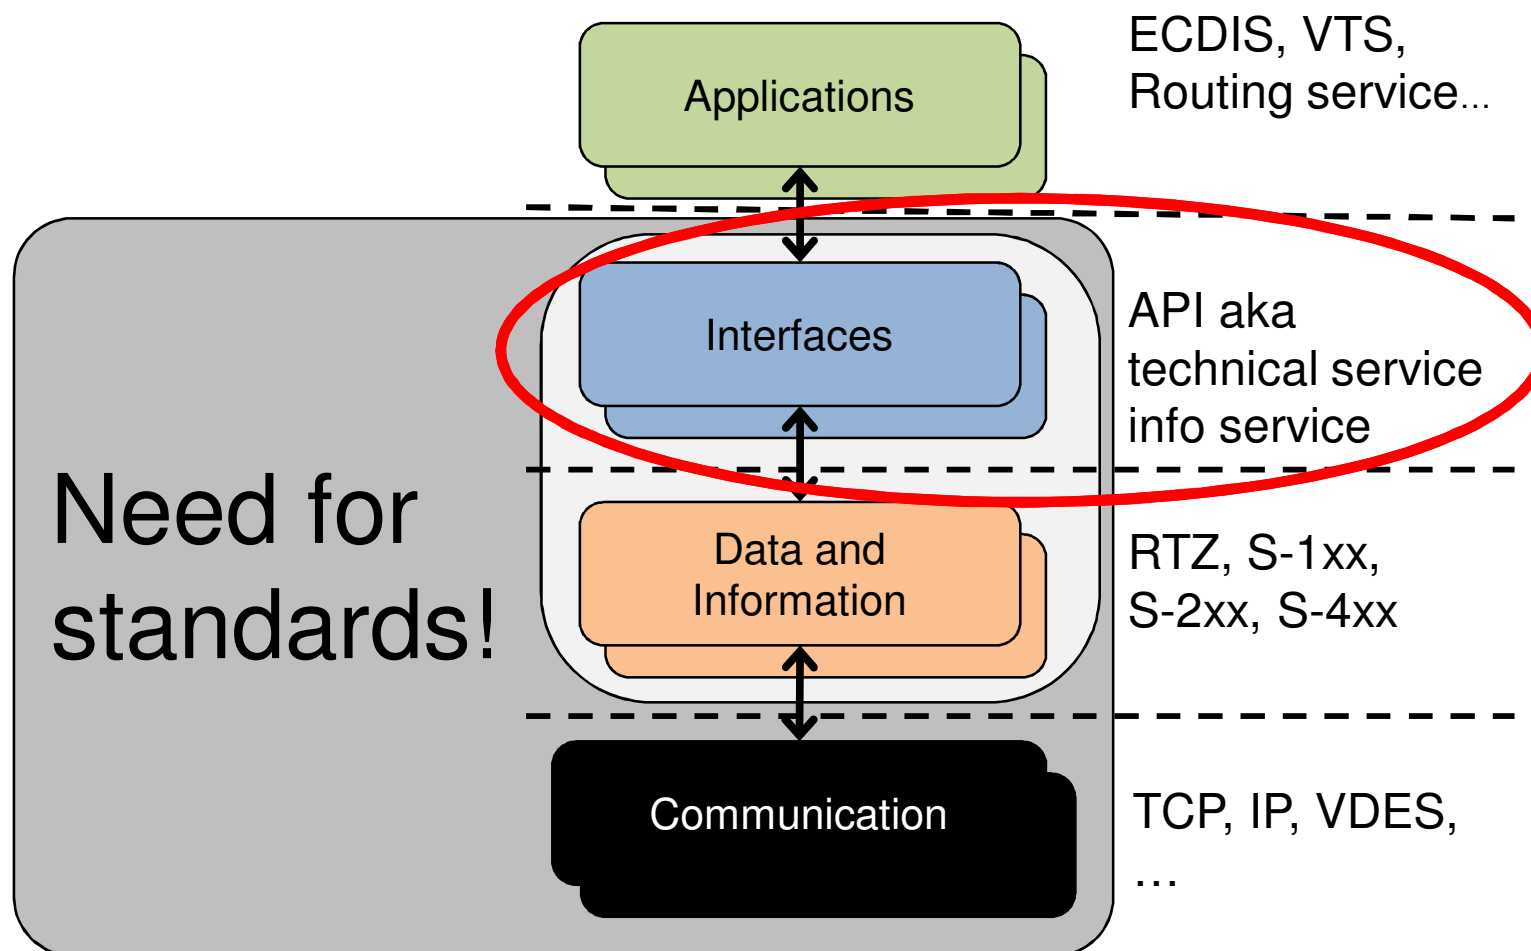 Applications
ECDIS, VTS,
Routing service...
Interfaces
API aka
technical service
info service
Need for
standards!
Data and
Information
RTZ, S-1xx,
S-2xx, S-4xx
Communication
TCP, IP, VDES,
...